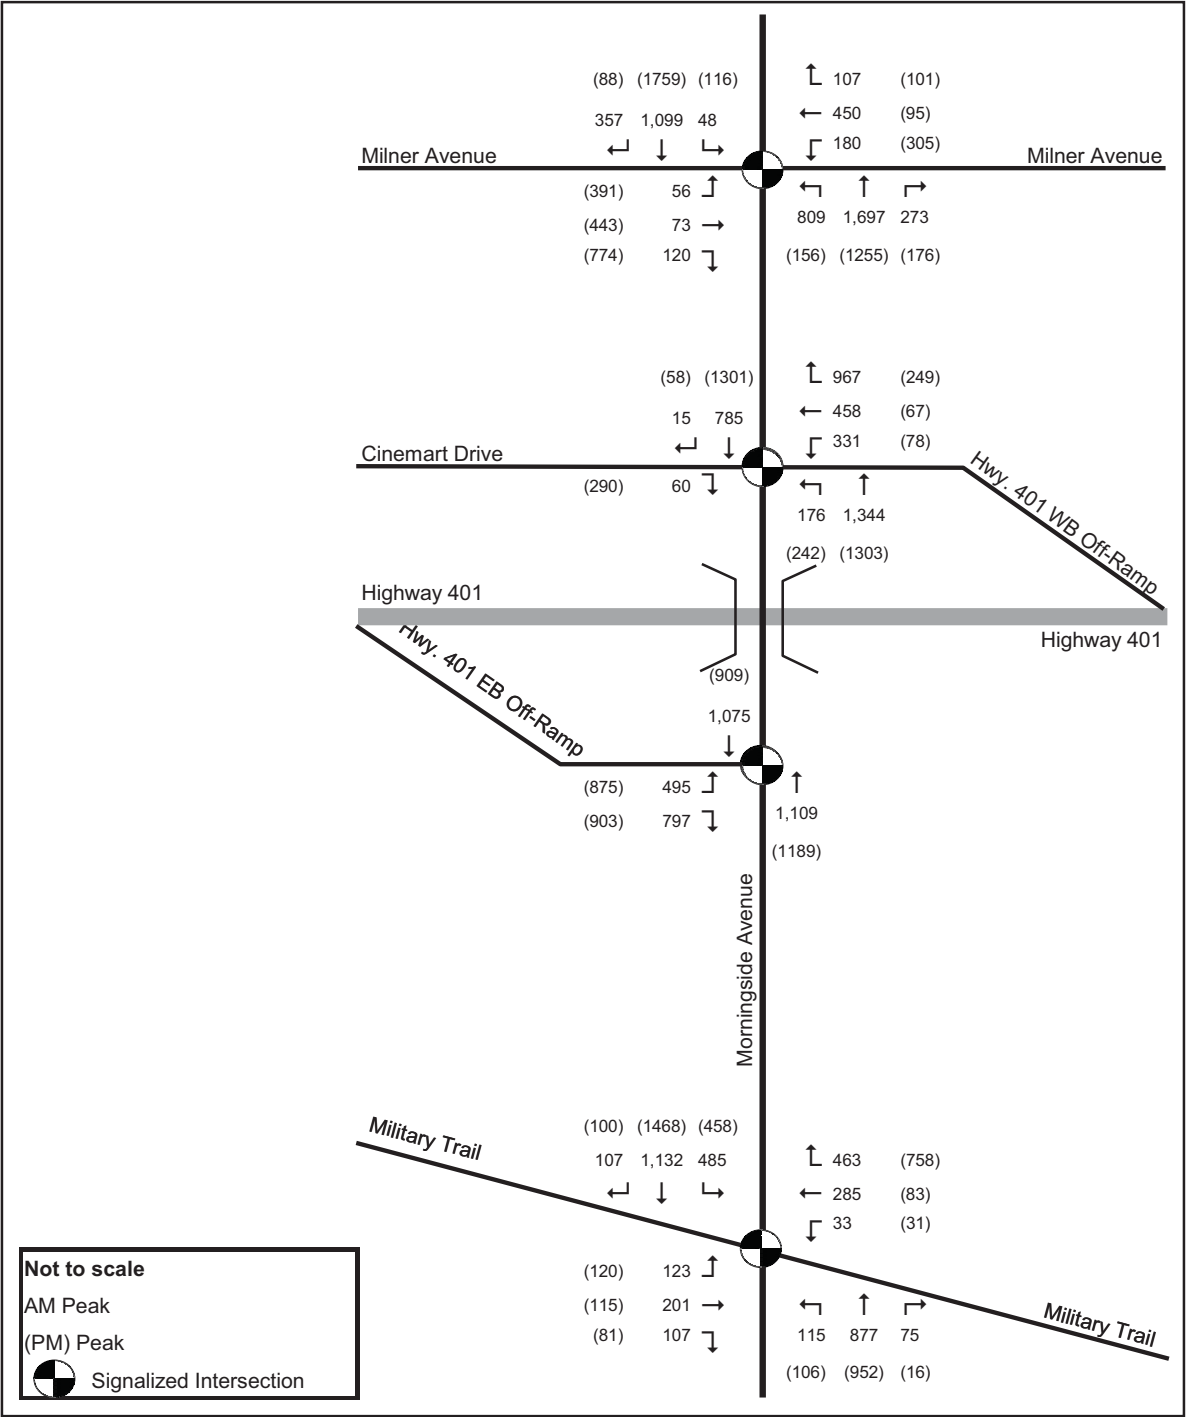 (88) (1759) (116)
357 1,099 48
107 (101)
450 (95)
180 (305)
Milner Avenue
Milner Avenue
(391) 56
(443) 73
(774) 120
809 1,697 273
(156) (1255) (176)
(58) (1301)
15 785
967 (249)
458 (67)
331 (78)
Cinemart Drive
(290) 60
176 1,344
(242) (1303)
Hwy. 401 WB Off-Ramp
Highway 401
Highway 401
Hwy. 401 EB Off-Ramp
(909)
1,075
(875) 495
(903) 797
1,109
(1189)
Morningside Avenue
Military Trail
(100) (1468) (458)
107 1,132 485
463 (758)
285 (83)
33 (31)
(120) 123
(115) 201
(81) 107
115 877 75
(106) (952) (16)
Military Trail
Not to scale
AM Peak
(PM) Peak
Signalized Intersection